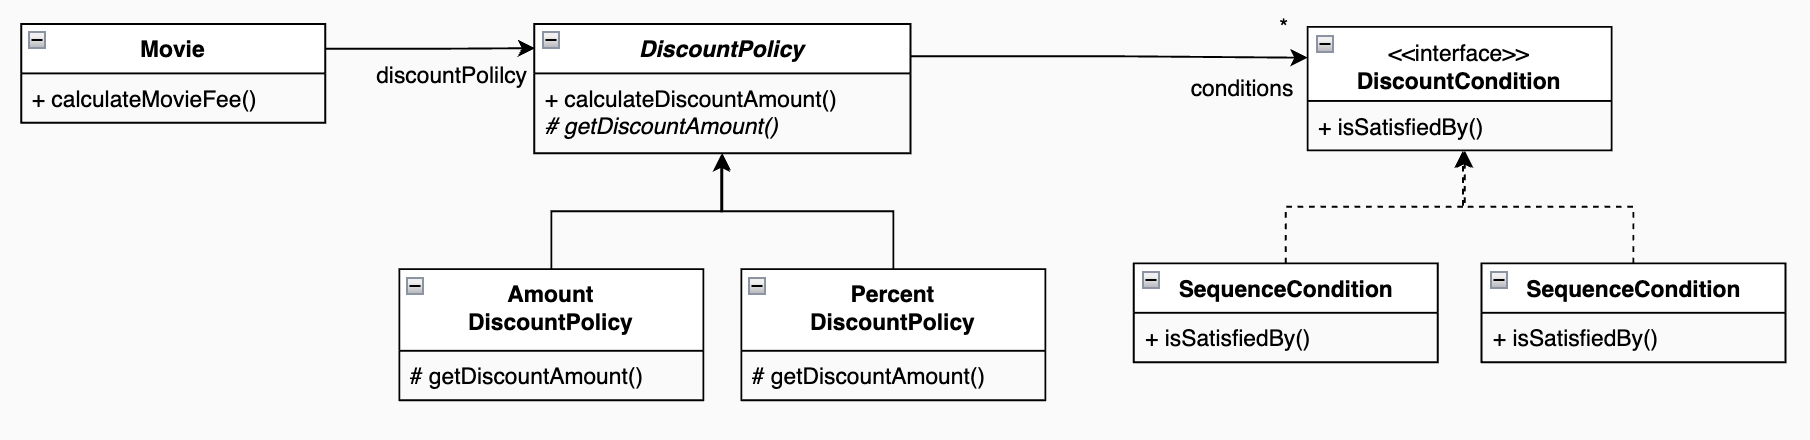 Movie
+ calculateMovieFee()
discountPolilcy
DiscountPolicy
+ calculateDiscountAmount()
# getDiscountAmount()
*
conditions
<<interface>>
DiscountCondition
+ isSatisfiedBy()
Amount
DiscountPolicy
# getDiscountAmount()
Percent
DiscountPolicy
# getDiscountAmount()
SequenceCondition
+ isSatisfiedBy()
SequenceCondition
+ isSatisfiedBy()